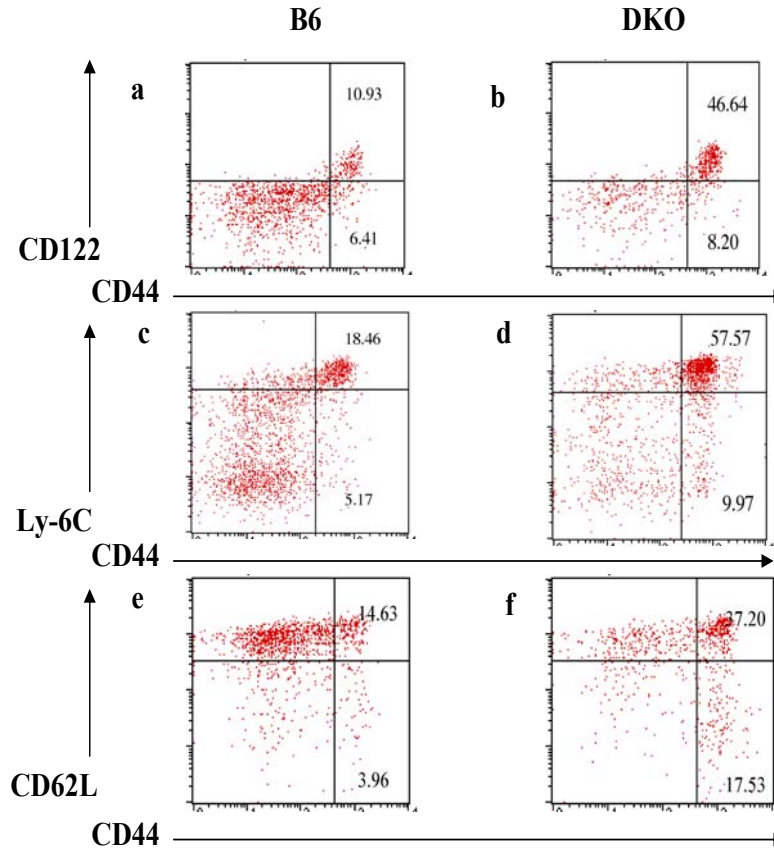 B6 DKO
a b
10.93 46.64
6.41 8.20
CD122
CD44
c d
18.46 57.57
5.17 9.97
Ly-6C
CD44
e f
14.63 37.20
3.96 17.53
CD62L
CD44